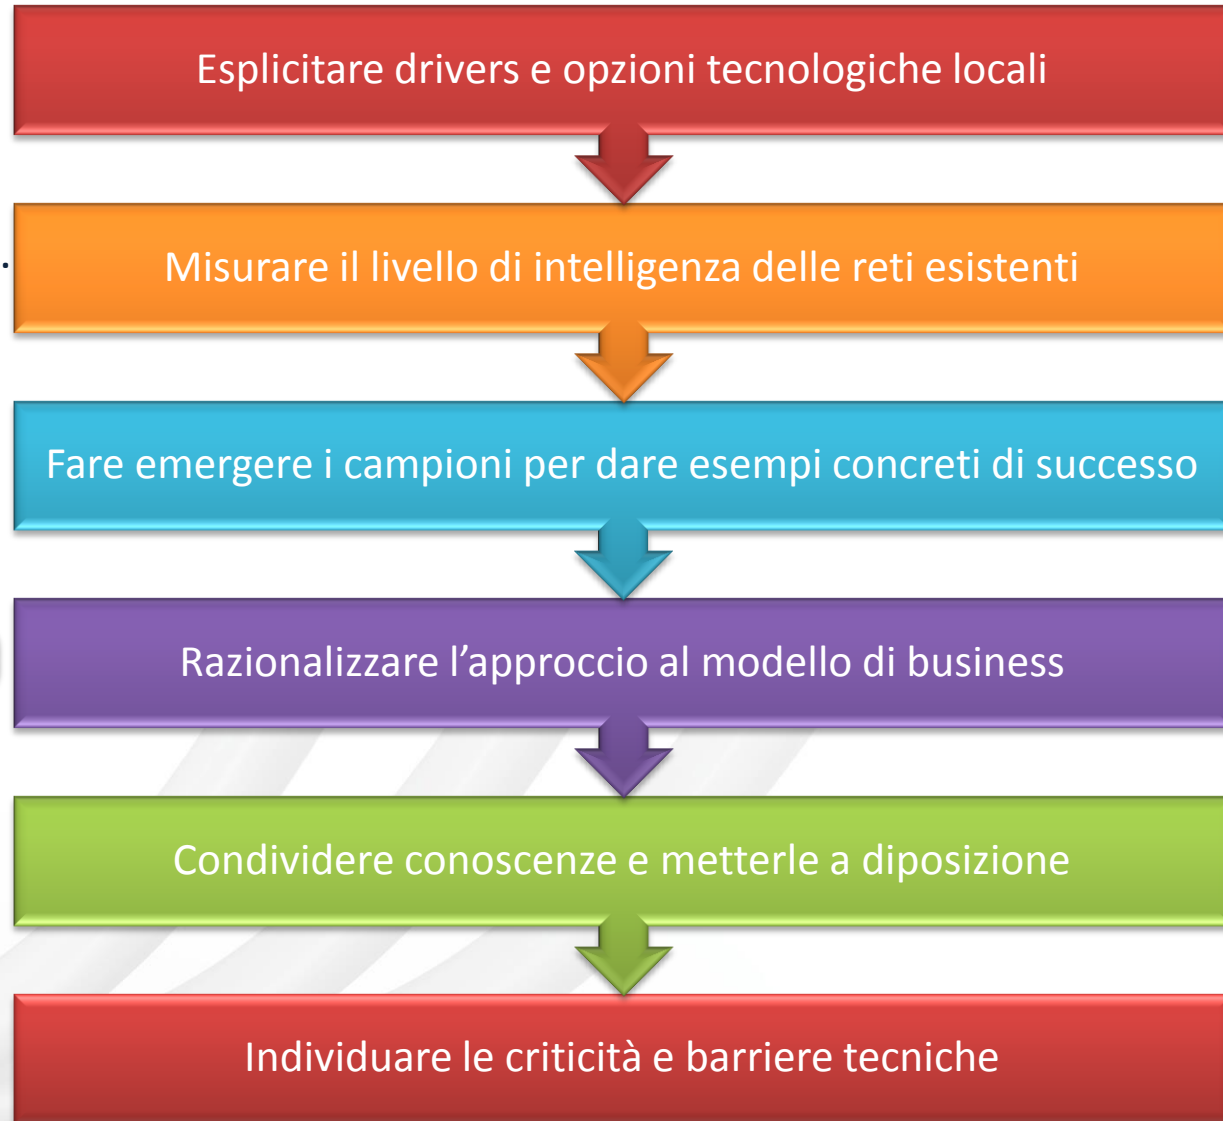 Esplicitare drivers e opzioni tecnologiche locali
Misurare il livello di intelligenza delle reti esistenti
Fare emergere i campioni per dare esempi concreti di successo
Razionalizzare l’approccio al modello di business
Condividere conoscenze e metterle a diposizione
Individuare le criticità e barriere tecniche